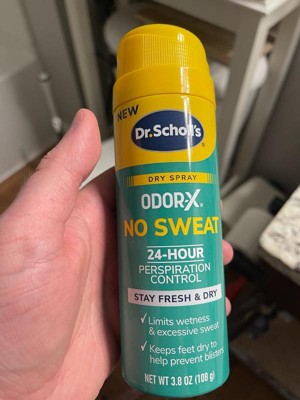 NEW
Dr.Scholl's
DRY SPRAY
ODOR-X
NO SWEAT
24-HOUR
PERSPIRATION
CONTROL
STAY FRESH & DRY
✓Limits wetness
& excessive sweat
✓Keeps feet dry to
help prevent blisters
NET WT 3.8 OZ (108 g)